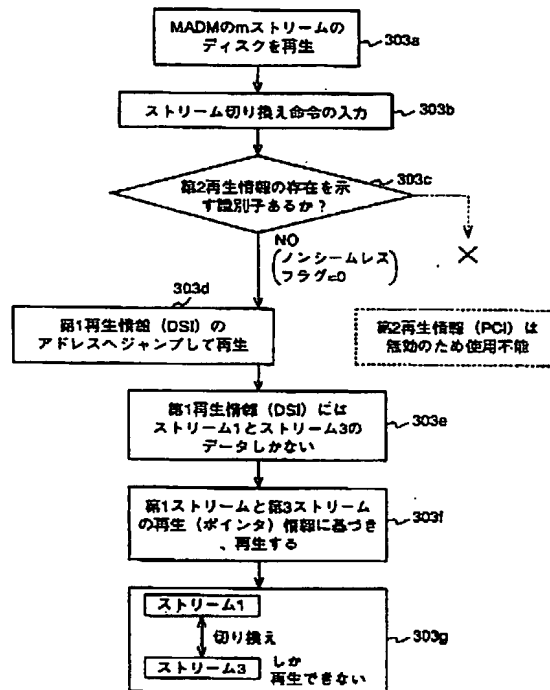 MADMのmストリームの
ディスクを再生
303a
ストリーム切り換え命令の入力
303b
第2再生情報の存在を示
す識別子あるか?
303c
NO
(ノンシームレス
フラグ=0)
303d
第1再生情報(DSI)の
アドレスへジャンプして再生
第2再生情報(PCI)は
無効のため使用不能
第1再生情報(DSI)には
ストリーム1とストリーム3の
データしかない
303e
第1ストリームと第3ストリーム
の再生(ポインタ)情報に基づき
、再生する
303f
ストリーム1
切り換え
ストリーム3
しか
再生できない
303g